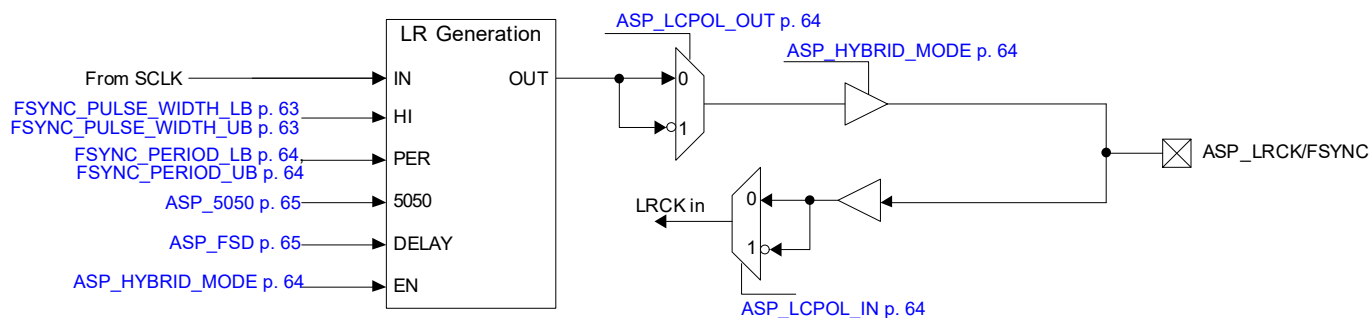 ASP_LCPOL_OUT p. 64
LR Generation
ASP_HYBRID_MODE p. 64
From SCLK
IN
OUT
0
1
FSYNC_PULSE_WIDTH_LB p. 63
FSYNC_PULSE_WIDTH_UB p. 63
HI
FSYNC_PERIOD_LB p. 64
FSYNC_PERIOD_UB p. 64
PER
ASP_LRCK/FSYNC
ASP_5050 p. 65
5050
LRCK in
0
1
ASP_FSD p. 65
DELAY
ASP_HYBRID_MODE p. 64
EN
ASP_LCPOL_IN p. 64